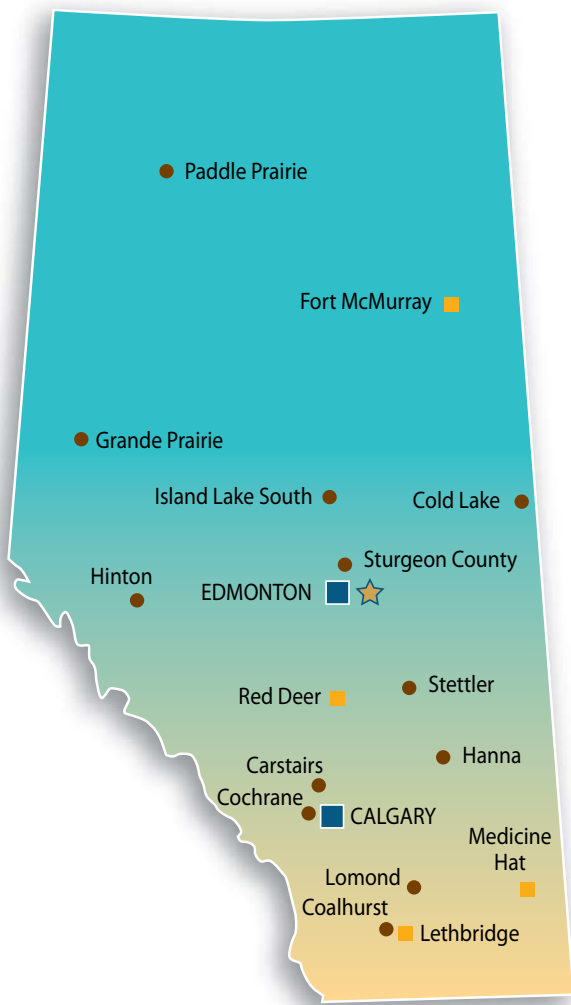 Paddle Prairie
Fort McMurray
Grande Prairie
Island Lake South
Cold Lake
Sturgeon County
Hinton
EDMONTON
Stettler
Red Deer
Hanna
Carstairs
Cochrane
CALGARY
Medicine
Hat
Lomond
Coalhurst
Lethbridge